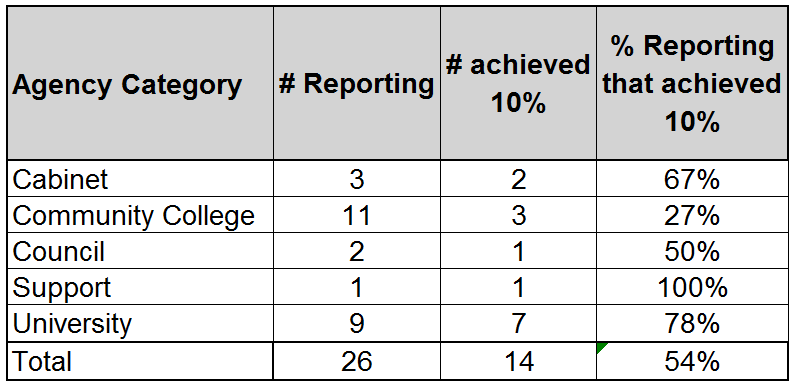 Agency Category # Reporting # achieved 10% % Reporting that achieved 10%
Cabinet 3 2 67%
Community College 11 3 27%
Council 2 1 50%
Support 1 1 100%
University 9 7 78%
Total 26 14 54%